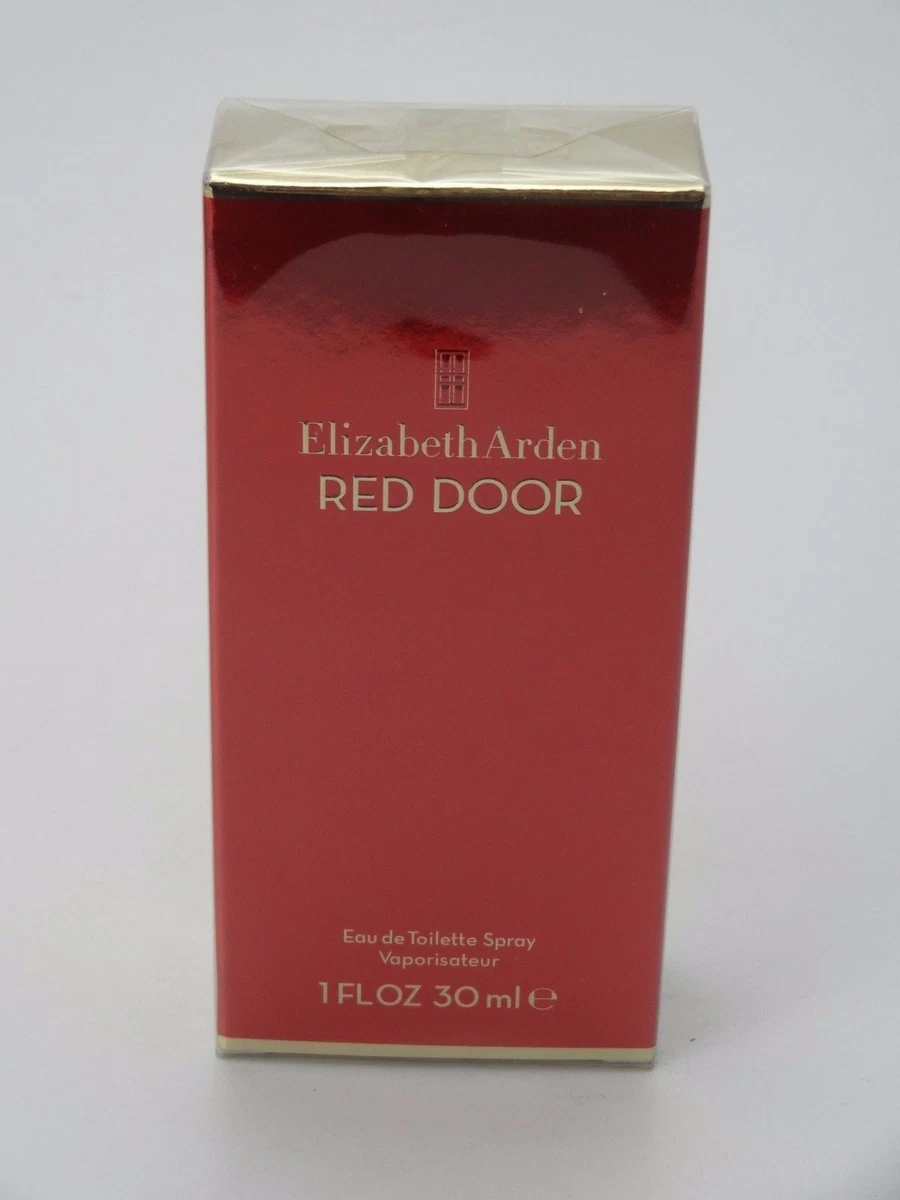 Elizabeth Arden
RED DOOR
Eau de Toilette Spray
Vaporisateur
1 FL OZ 30 ml ℮